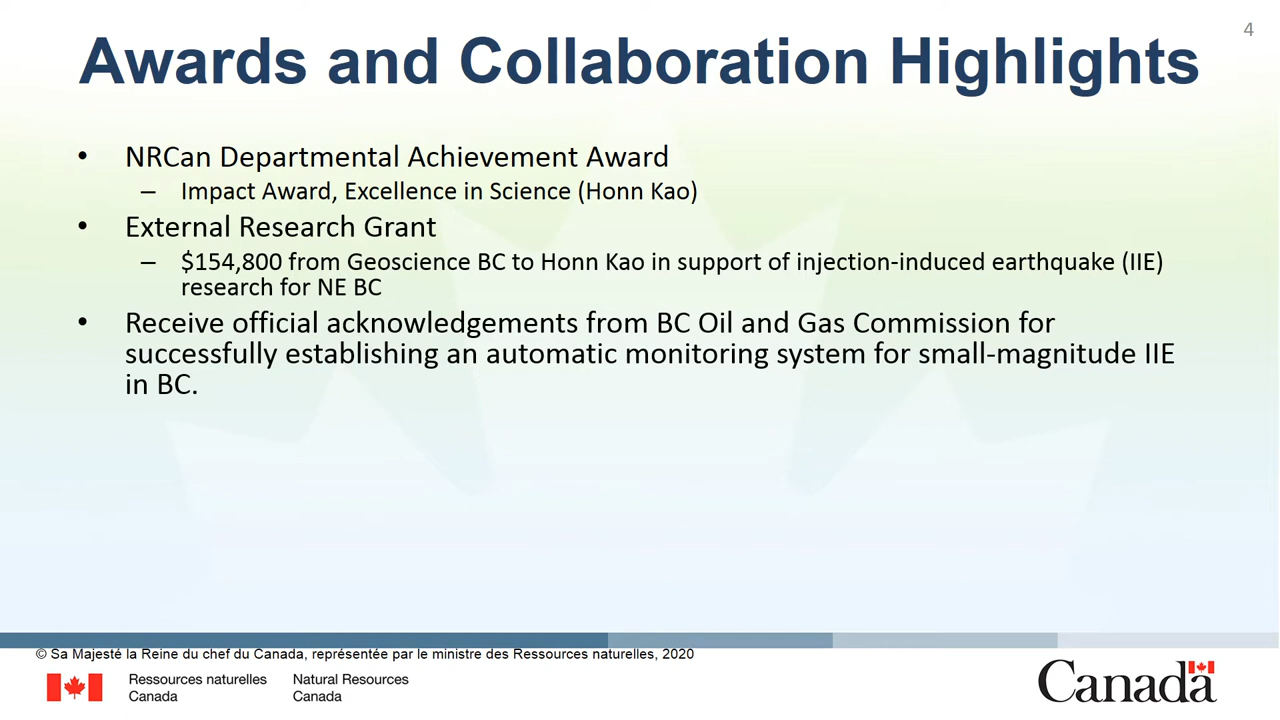 4
Awards and Collaboration Highlights
• NRCan Departmental Achievement Award
– Impact Award, Excellence in Science (Honn Kao)
• External Research Grant
– $154,800 from Geoscience BC to Honn Kao in support of injection-induced earthquake (IIE)
research for NE BC
• Receive official acknowledgements from BC Oil and Gas Commission for
successfully establishing an automatic monitoring system for small-magnitude IIE
in BC.
© Sa Majesté la Reine du chef du Canada, représentée par le ministre des Ressources naturelles, 2020
Ressources naturelles Natural Resources
Canada Canada
Canada